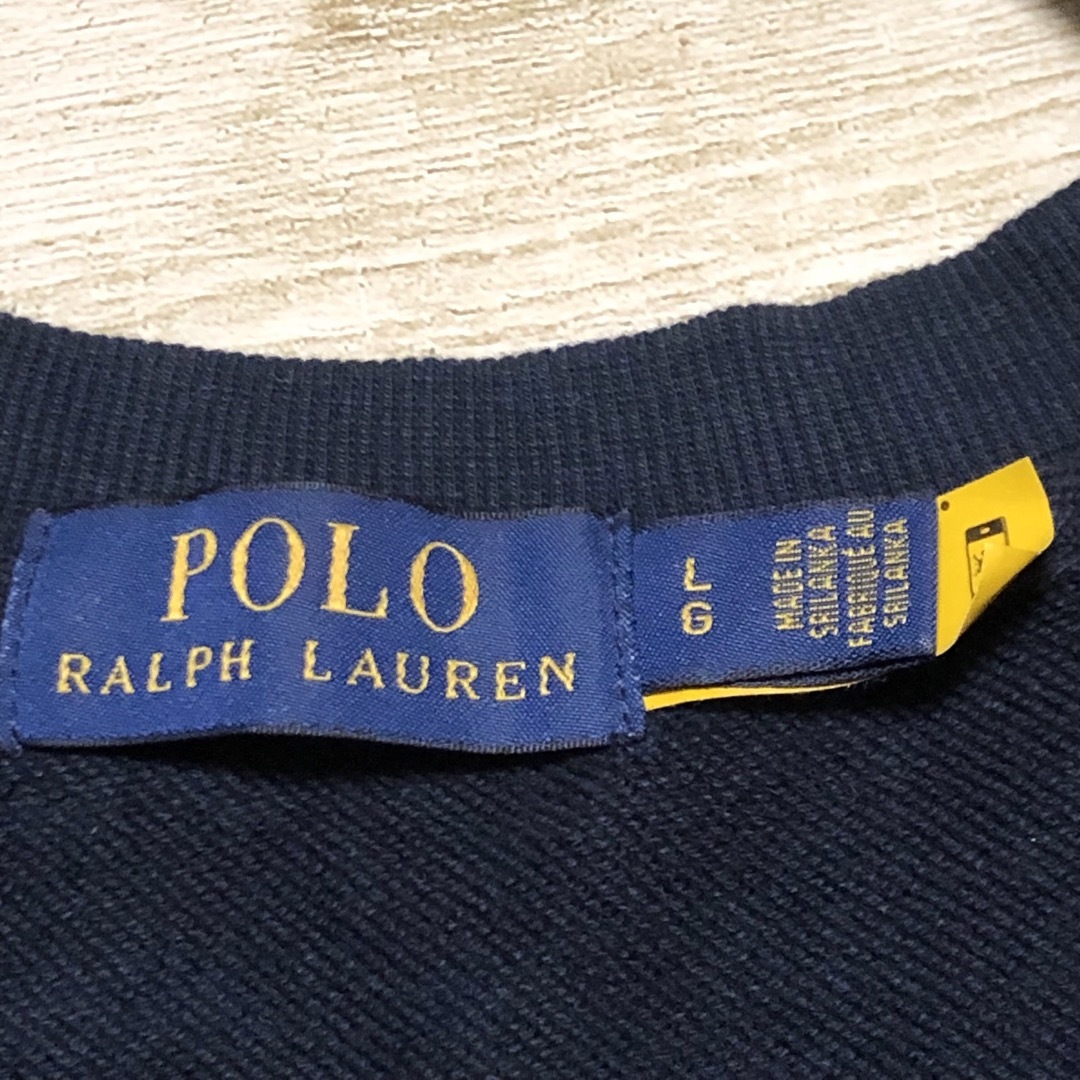 POLO
RALPH LAUREN
L
G
MADE IN
SRI LANKA
FABRIQUÉ AU
SRI LANKA